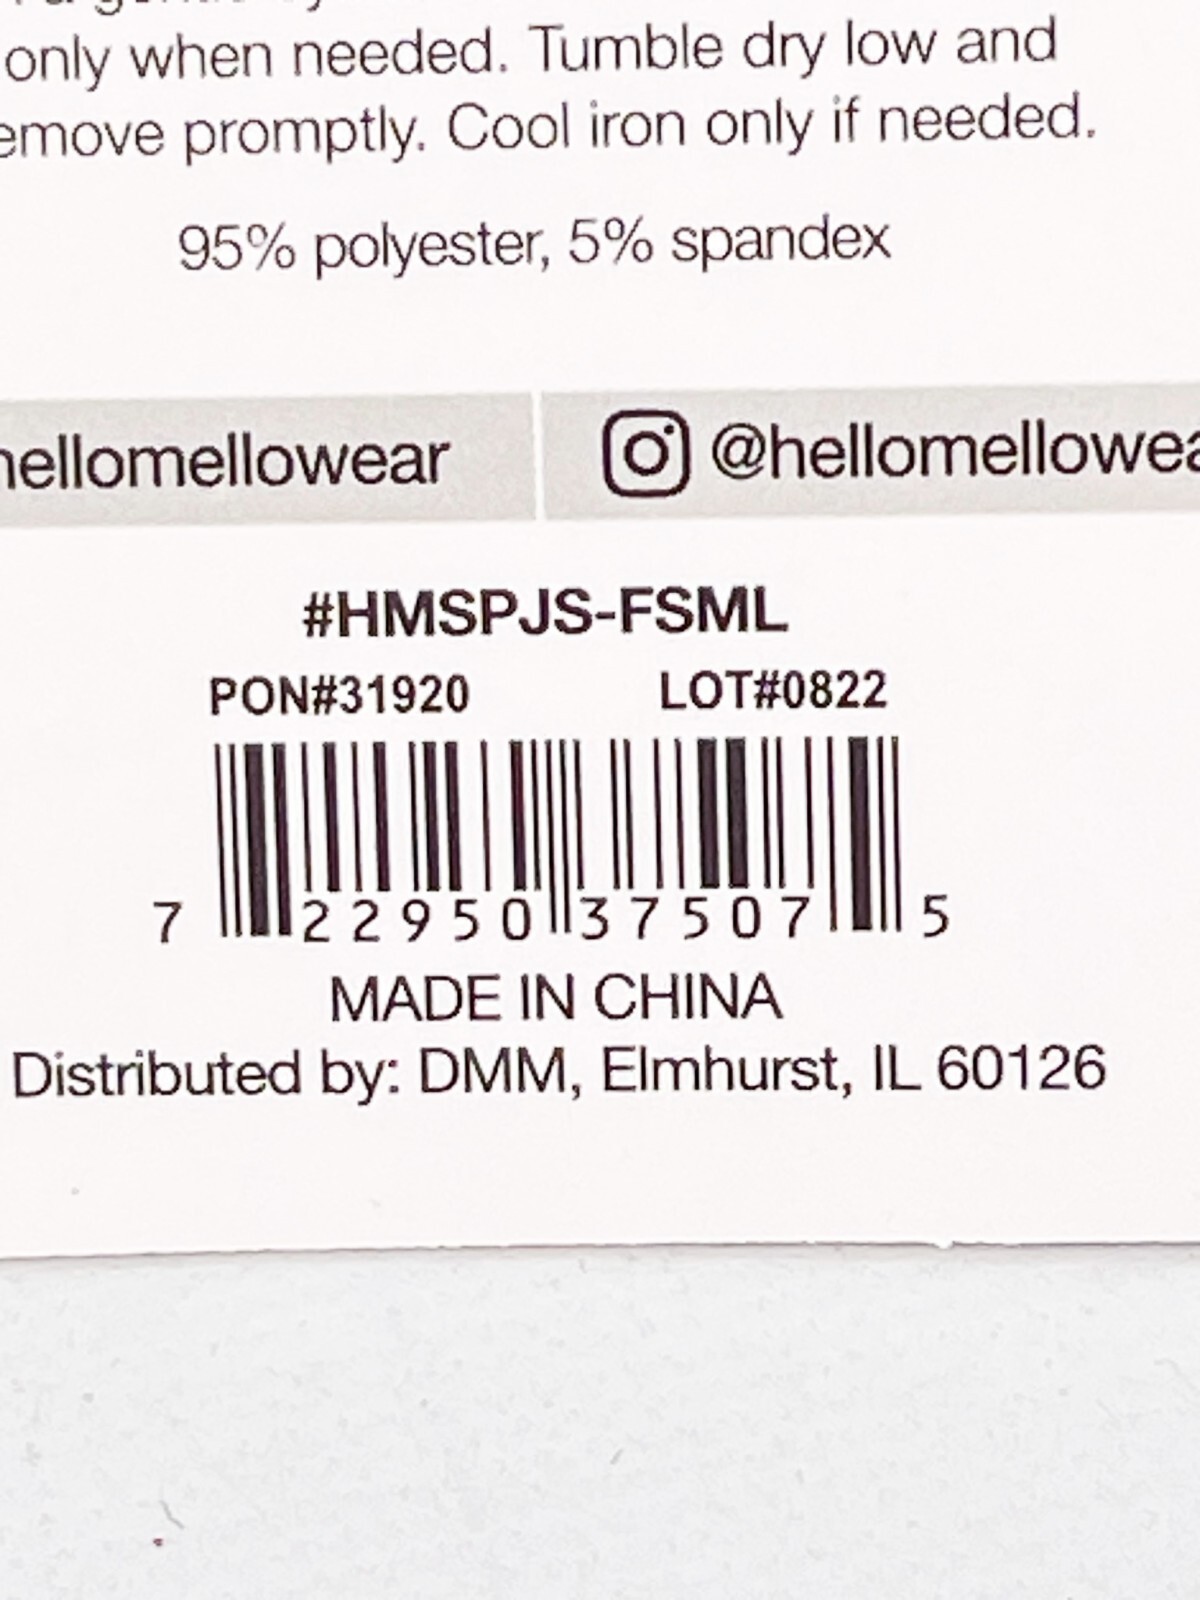 only when needed. Tumble dry low and
emove promptly. Cool iron only if needed.
95% polyester, 5% spandex
hellomellowear
@hellomellowea
#HMSPJS-FSML
PON#31920 LOT#0822
7 22950 37507 5
MADE IN CHINA
Distributed by: DMM, Elmhurst, IL 60126